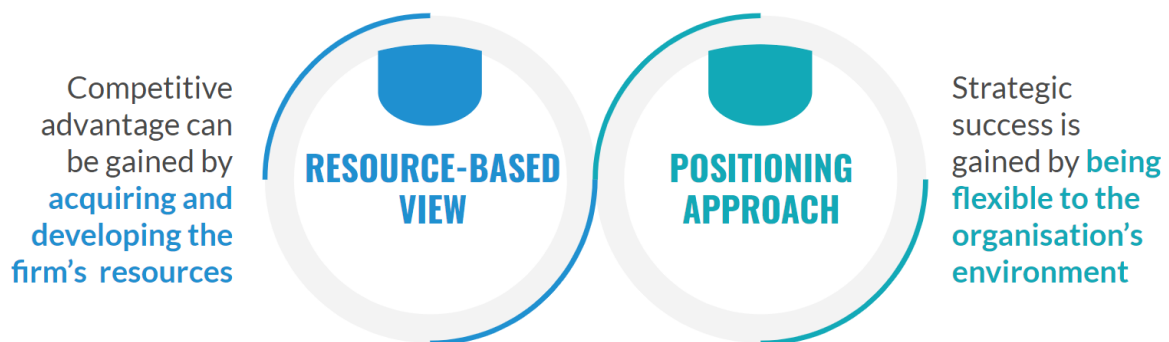 Competitive
advantage can
be gained by
acquiring and
developing the
firm's resources
RESOURCE-BASED
VIEW
POSITIONING
APPROACH
Strategic
success is
gained by being
flexible to the
organisation's
environment